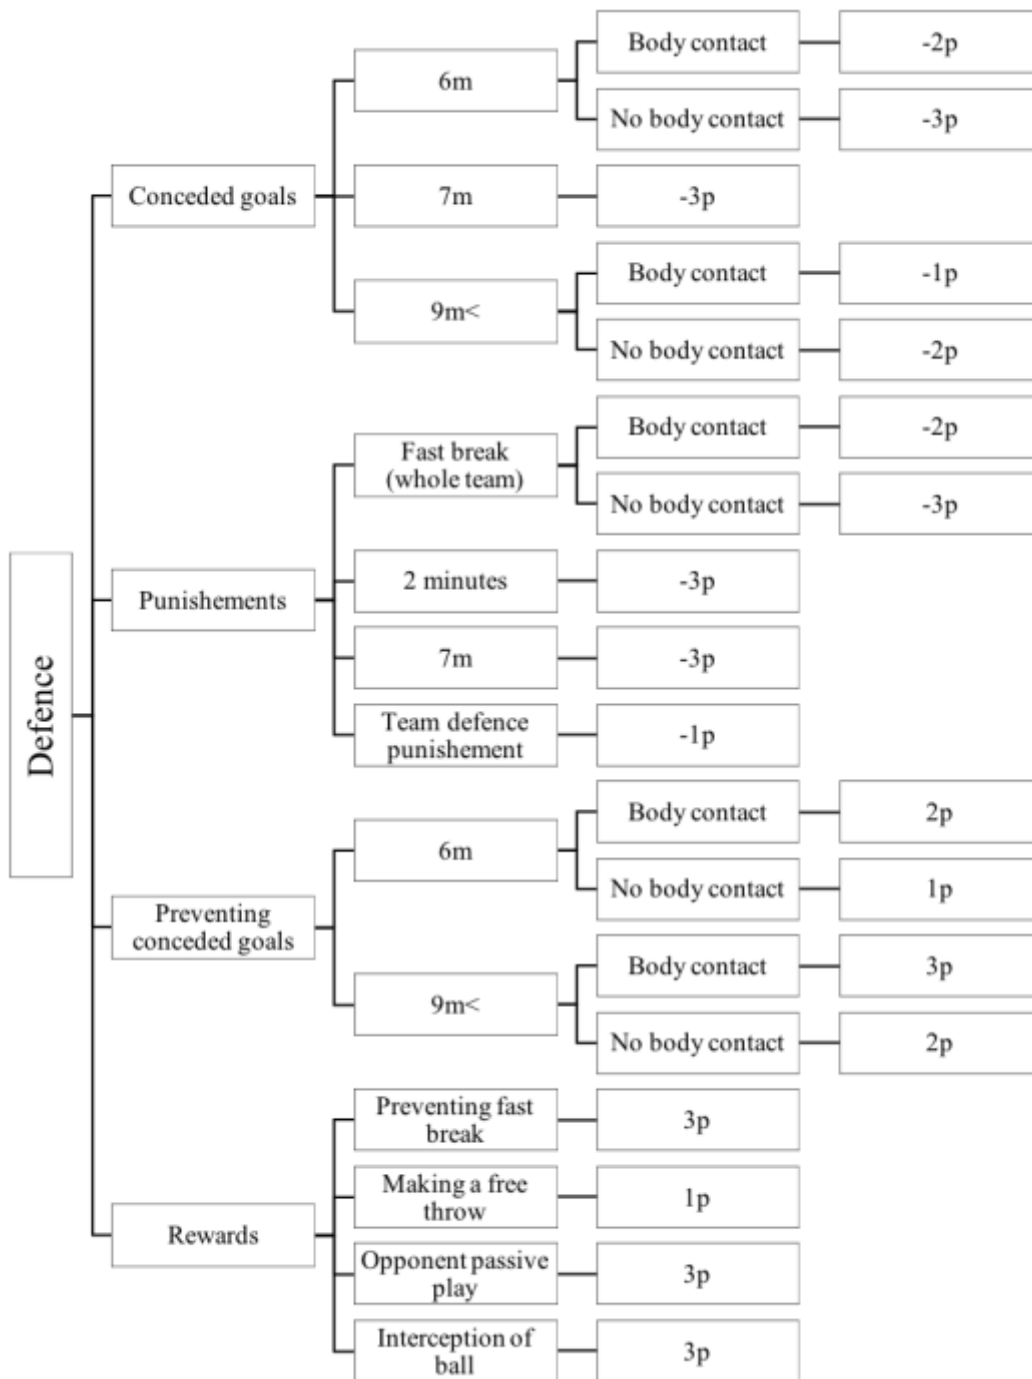 Defence
Conceded goals
6m
Body contact
-2p
No body contact
-3p
7m
-3p
9m<
Body contact
-1p
No body contact
-2p
Punishements
Fast break
(whole team)
Body contact
-2p
No body contact
-3p
2 minutes
-3p
7m
-3p
Team defence
punishement
-1p
Preventing
conceded goals
6m
Body contact
2p
No body contact
1p
9m<
Body contact
3p
No body contact
2p
Rewards
Preventing fast
break
3p
Making a free
throw
1p
Opponent passive
play
3p
Interception of
ball
3p